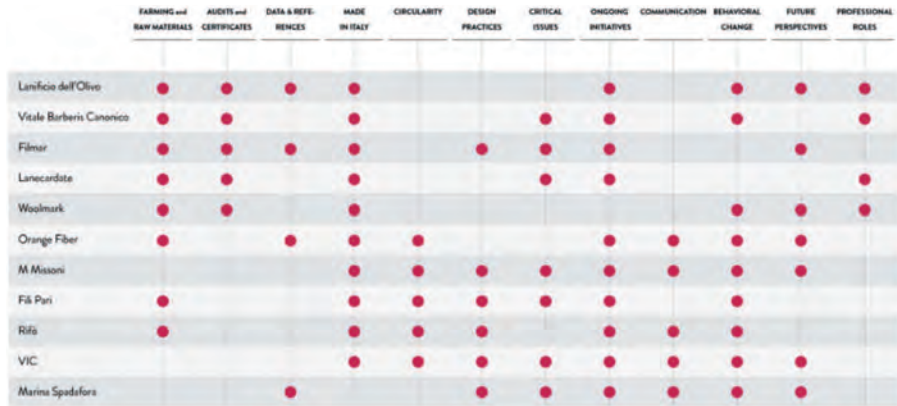 FARMING and
RAW MATERIALS
AUDITS and
CERTIFICATES
DATA & REFE-
RENCES
MADE
IN ITALY
CIRCULARITY
DESIGN
PRACTICES
CRITICAL
ISSUES
ONGOING
INITIATIVES
COMMUNICATION
BEHAVIORAL
CHANGE
FUTURE
PERSPECTIVES
PROFESSIONAL
ROLES
Lanificio dell'Olivo
Vitale Barberis Canonico
Filmar
Lanecardate
Woolmark
Orange Fiber
M Missoni
Fili Pari
Rifò
VIC
Marina Spadafora